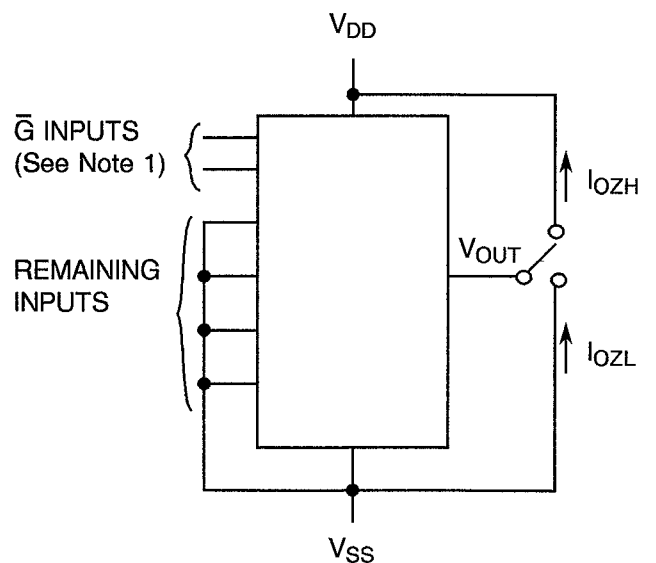 VDD
G̅ INPUTS
(See Note 1)
IOZH
VOUT
REMAINING
INPUTS
IOZL
VSS